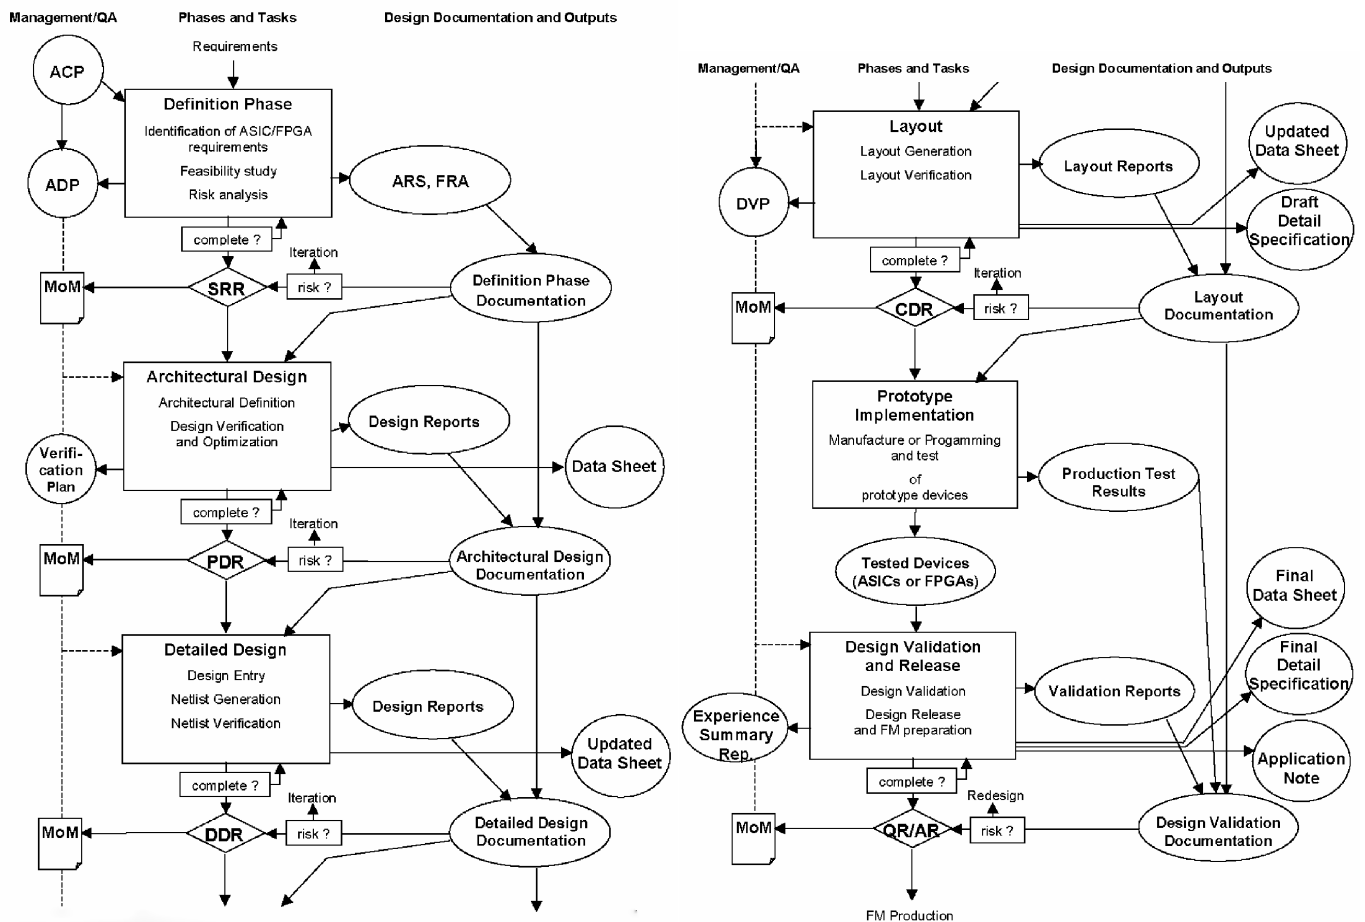 Management/QA
Phases and Tasks
Design Documentation and Outputs
Requirements
ACP
Definition Phase
Identification of ASIC/FPGA
requirements
Feasibility study
Risk analysis
ADP
ARS, FRA
complete ?
Iteration
MoM
SRR
risk ?
Definition Phase
Documentation
Architectural Design
Architectural Definition
Design Verification
and Optimization
Design Reports
Verifi-
cation
Plan
Data Sheet
complete ?
Iteration
MoM
PDR
risk ?
Architectural Design
Documentation
Detailed Design
Design Entry
Netlist Generation
Netlist Verification
Design Reports
Updated
Data Sheet
complete ?
Iteration
MoM
DDR
risk ?
Detailed Design
Documentation
Management/QA
Phases and Tasks
Design Documentation and Outputs
Layout
Layout Generation
Layout Verification
Layout Reports
Updated
Data Sheet
DVP
Draft
Detail
Specification
complete ?
Iteration
MoM
CDR
risk ?
Layout
Documentation
Prototype
Implementation
Manufacture or Progamming
and test
of
prototype devices
Production Test
Results
Tested Devices
(ASICs or FPGAs)
Final
Data Sheet
Design Validation
and Release
Design Validation
Design Release
and FM preparation
Validation Reports
Final
Detail
Specification
Experience
Summary
Rep.
Application
Note
complete ?
Redesign
MoM
QR/AR
risk ?
Design Validation
Documentation
FM Production